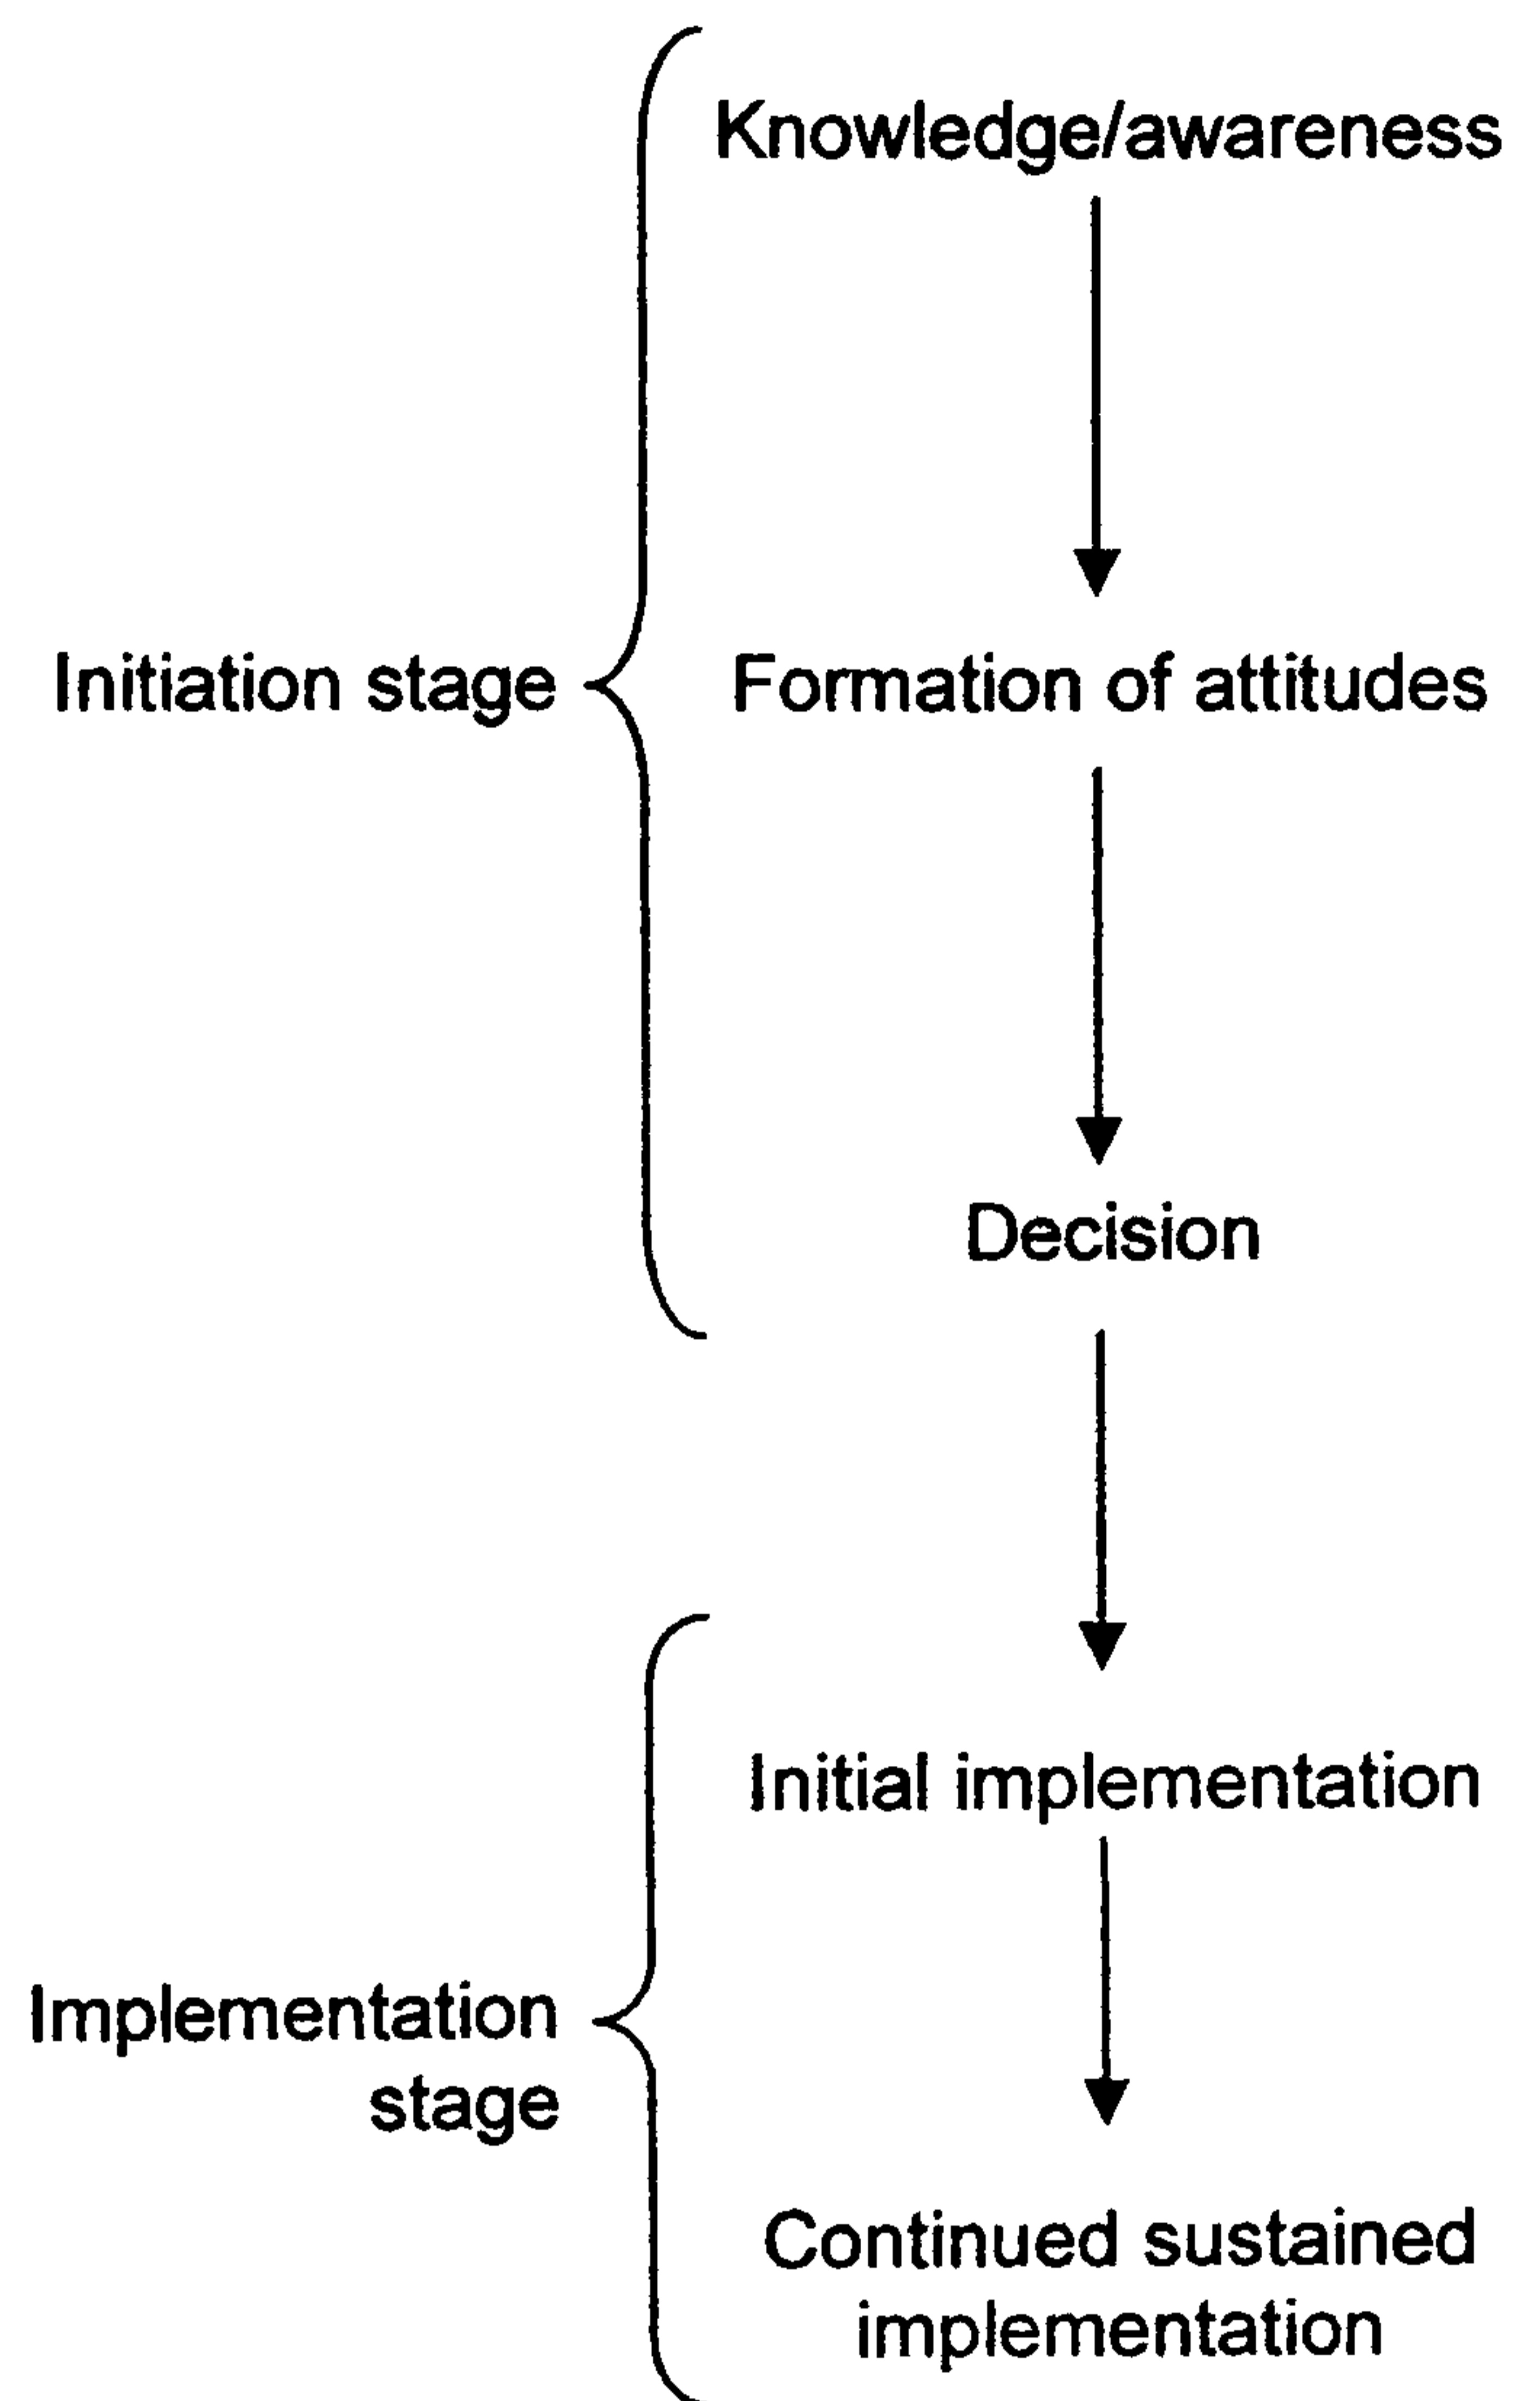 Knowledge/awareness
Initiation stage
Formation of attitudes
Decision
Initial implementation
Implementation
stage
Continued sustained
implementation